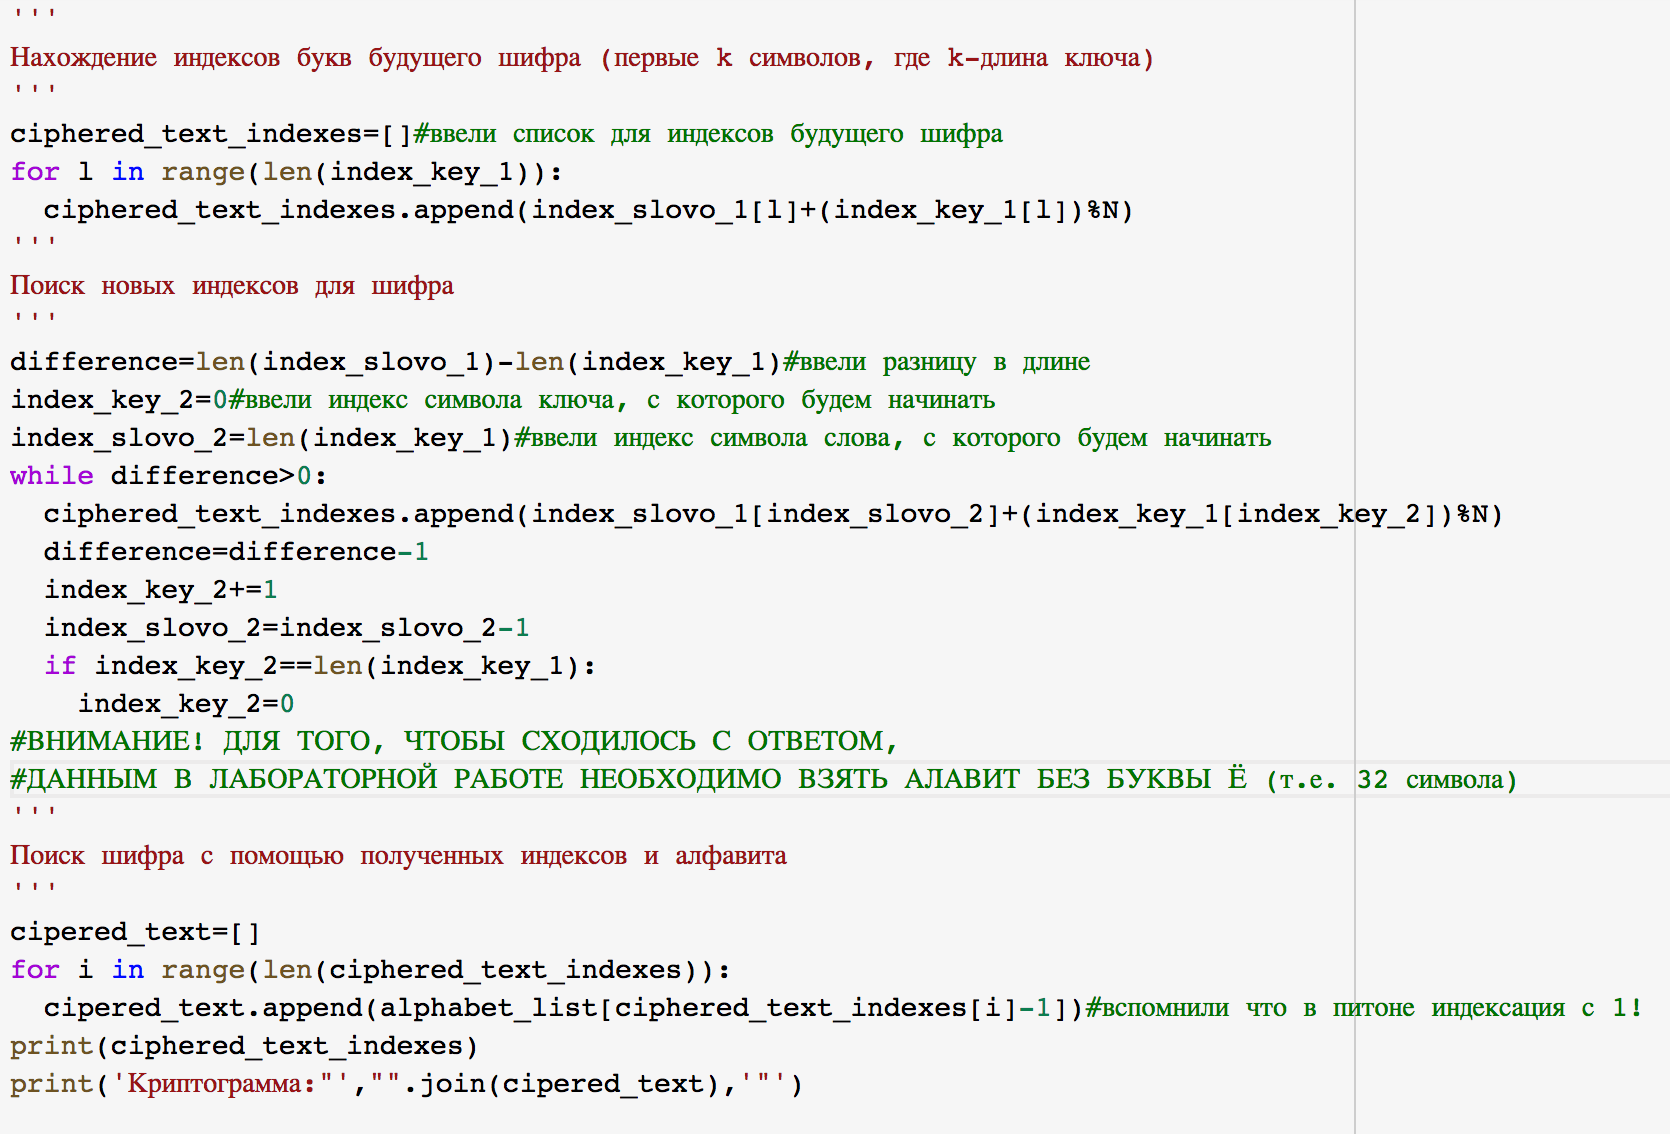 '''
Нахождение индексов букв будущего шифра (первые k символов, где k-длина ключа)
'''
ciphered_text_indexes=[]#ввели список для индексов будущего шифра
for l in range(len(index_key_1)):
  ciphered_text_indexes.append(index_slovo_1[l]+(index_key_1[l])%N)
'''
Поиск новых индексов для шифра
'''
difference=len(index_slovo_1)-len(index_key_1)#ввели разницу в длине
index_key_2=0#ввели индекс символа ключа, с которого будем начинать
index_slovo_2=len(index_key_1)#ввели индекс символа слова, с которого будем начинать
while difference>0:
  ciphered_text_indexes.append(index_slovo_1[index_slovo_2]+(index_key_1[index_key_2])%N)
  difference=difference-1
  index_key_2+=1
  index_slovo_2=index_slovo_2-1
  if index_key_2==len(index_key_1):
    index_key_2=0
#ВНИМАНИЕ! ДЛЯ ТОГО, ЧТОБЫ СХОДИЛОСЬ С ОТВЕТОМ,
#ДАННЫМ В ЛАБОРАТОРНОЙ РАБОТЕ НЕОБХОДИМО ВЗЯТЬ АЛАВИТ БЕЗ БУКВЫ Ё (т.е. 32 символа)
'''
Поиск шифра с помощью полученных индексов и алфавита
'''
cipered_text=[]
for i in range(len(ciphered_text_indexes)):
  cipered_text.append(alphabet_list[ciphered_text_indexes[i]-1])#вспомнили что в питоне индексация с 1!
print(ciphered_text_indexes)
print('Криптограмма:"',"".join(cipered_text),'"')